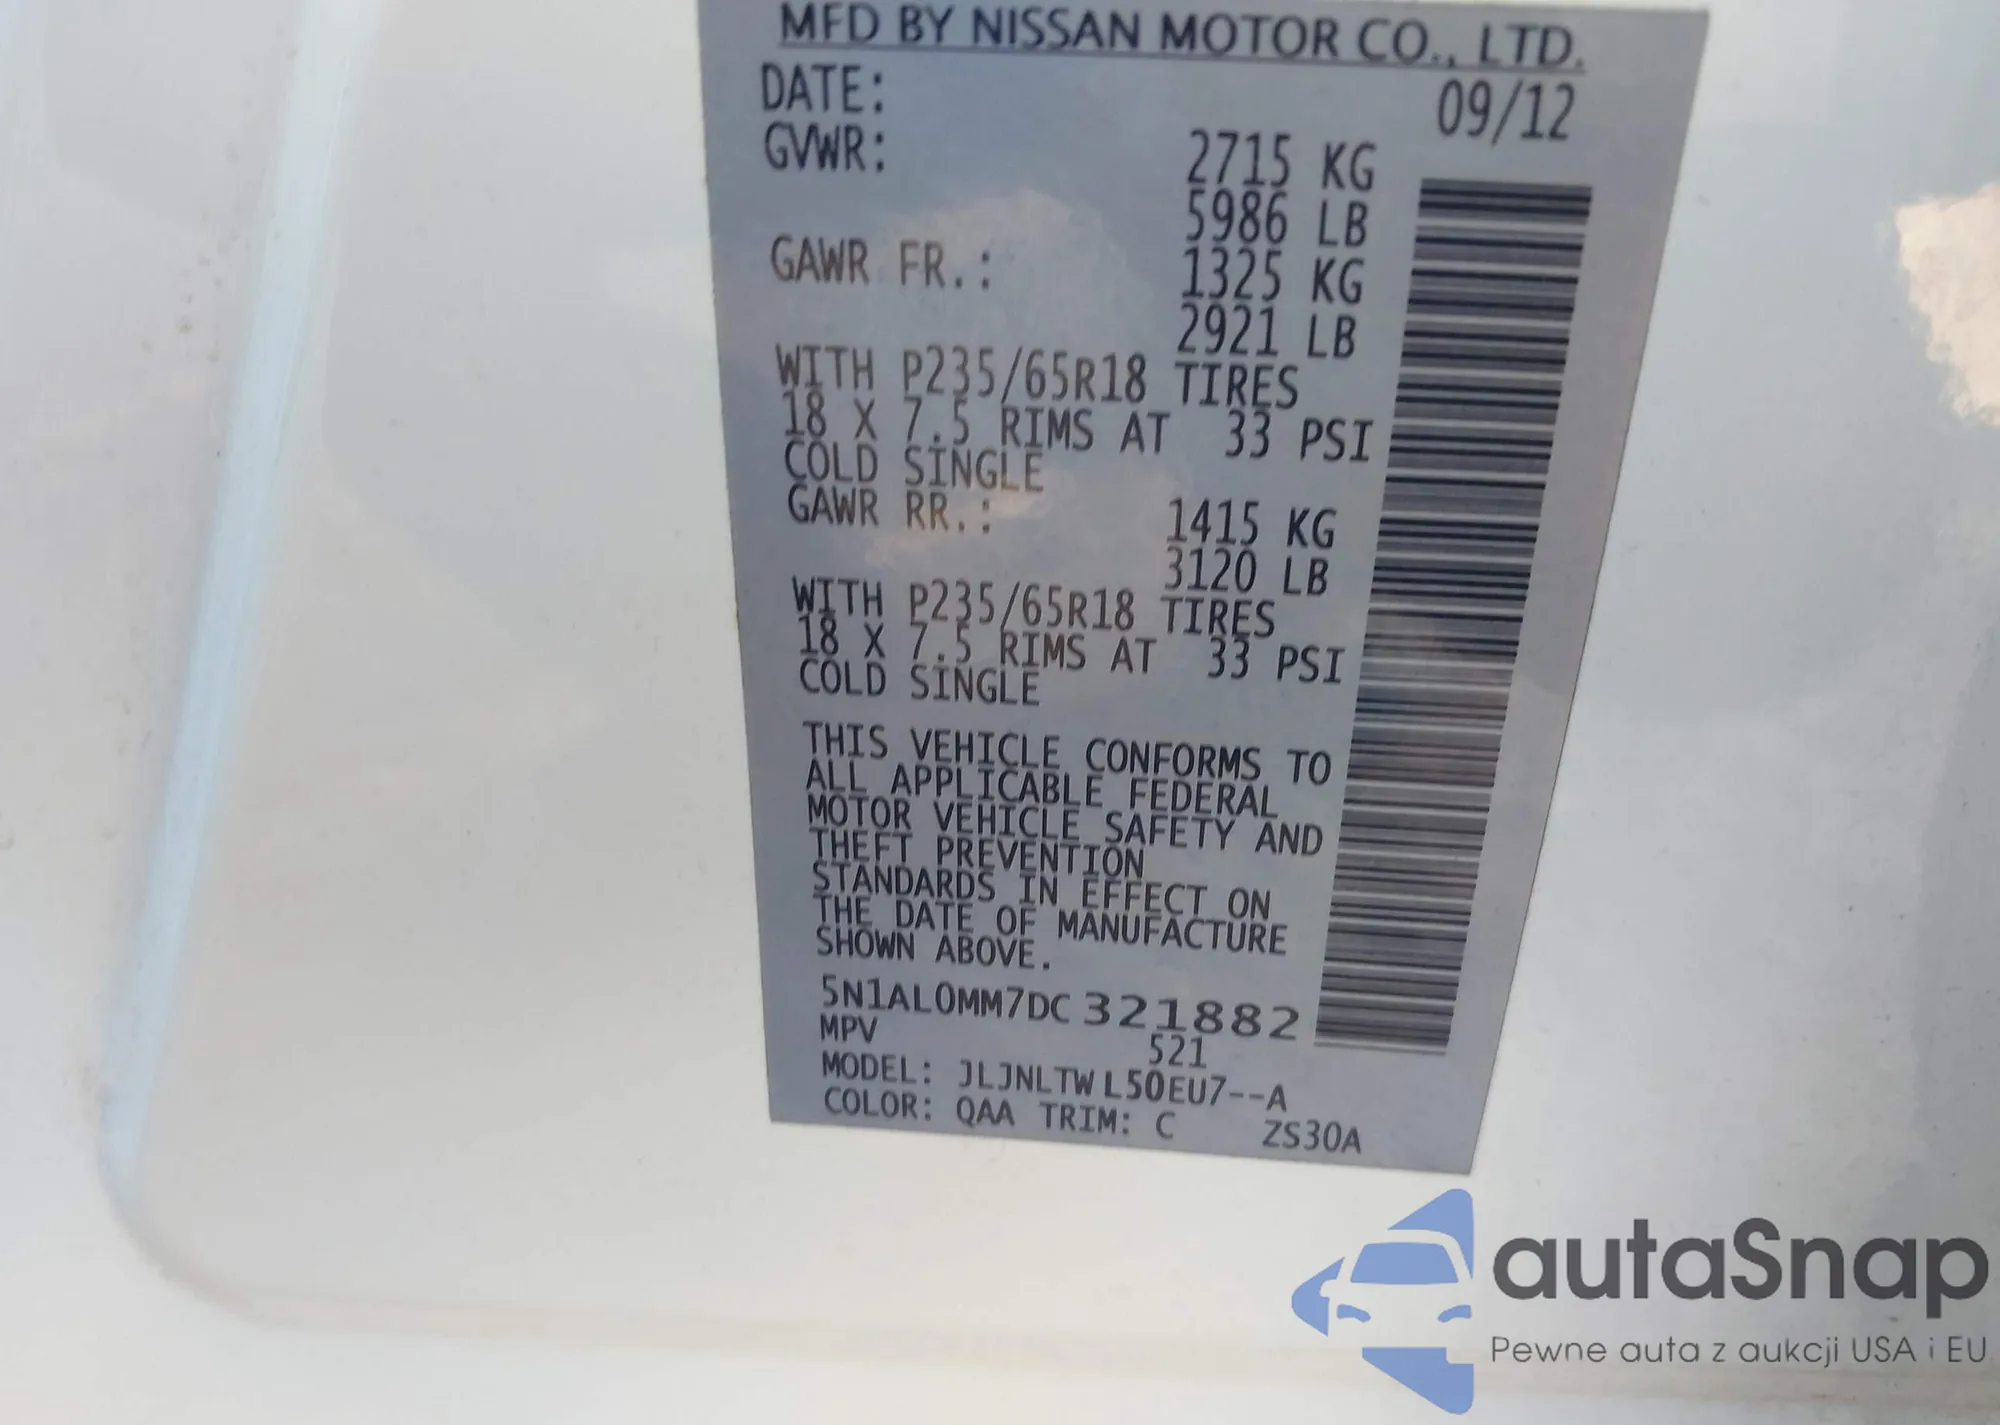 MFD BY NISSAN MOTOR CO., LTD.
DATE: 09/12
GVWR: 2715 KG
5986 LB
GAWR FR.: 1325 KG
2921 LB
WITH P235/65R18 TIRES
18 X 7.5 RIMS AT 33 PSI
COLD SINGLE
GAWR RR.: 1415 KG
3120 LB
WITH P235/65R18 TIRES
18 X 7.5 RIMS AT 33 PSI
COLD SINGLE
THIS VEHICLE CONFORMS TO
ALL APPLICABLE FEDERAL
MOTOR VEHICLE SAFETY AND
THEFT PREVENTION
STANDARDS IN EFFECT ON
THE DATE OF MANUFACTURE
SHOWN ABOVE.
5N1AL0MM7DC321882
MPV 521
MODEL: JLJNLTWL50EU7--A
COLOR: QAA TRIM: C ZS30A
autaSnap
Pewne auta z aukcji USA i EU